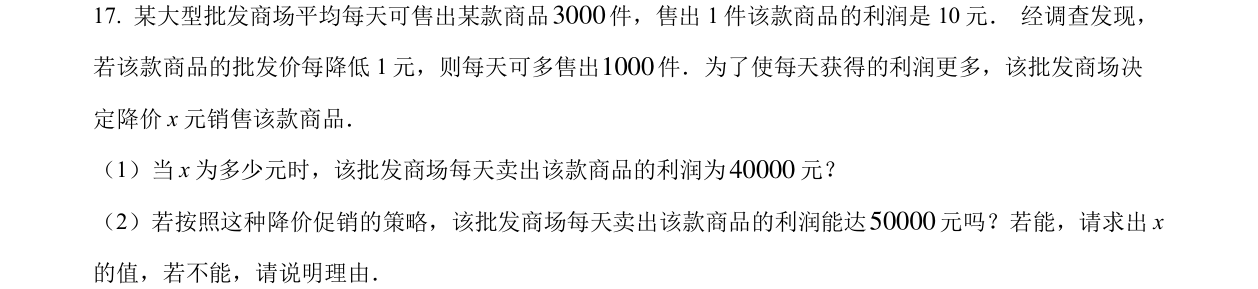 17. 某大型批发商场平均每天可售出某款商品3000件，售出 1 件该款商品的利润是 10 元． 经调查发现，
若该款商品的批发价每降低 1 元，则每天可多售出1000件．为了使每天获得的利润更多，该批发商场决
定降价 x 元销售该款商品．
（1）当 x 为多少元时，该批发商场每天卖出该款商品的利润为40000 元？
（2）若按照这种降价促销的策略，该批发商场每天卖出该款商品的利润能达50000 元吗？若能，请求出 x
的值，若不能，请说明理由．